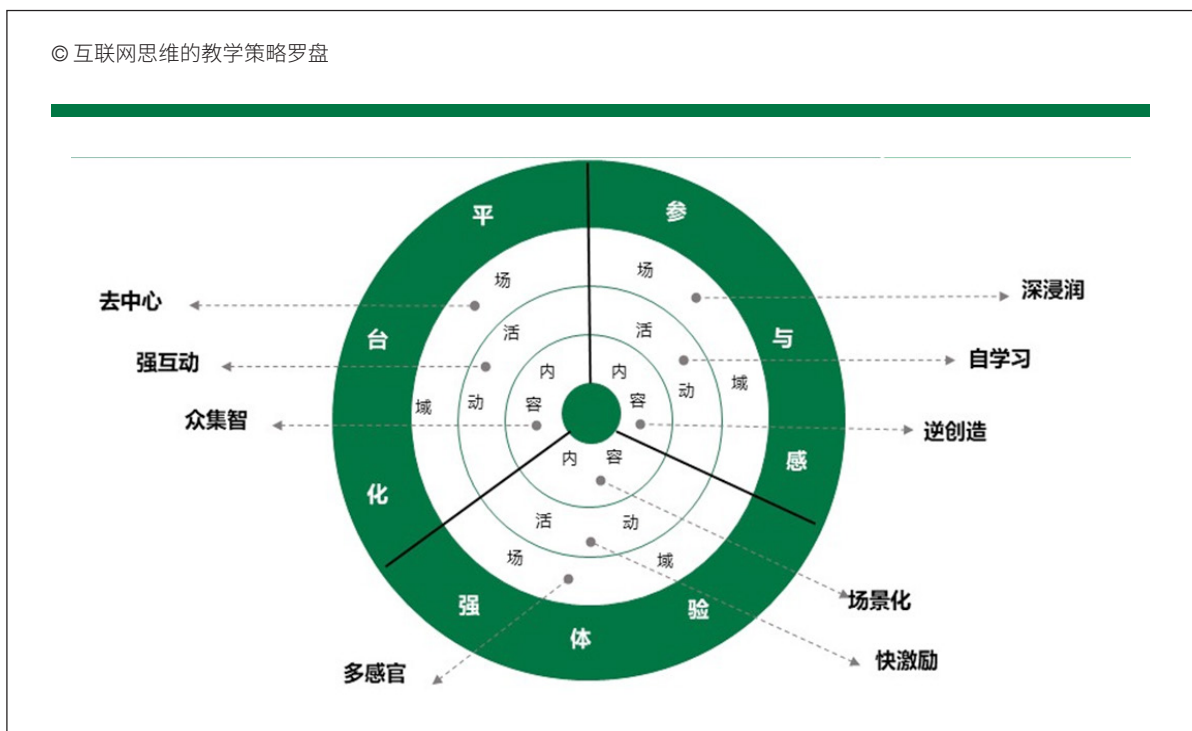 © 互联网思维的教学策略罗盘
平台化
参与感
强体验
场域
活动
内容
场域
活动
内容
内容
活动
场域
去中心
强互动
众集智
深浸润
自学习
逆创造
场景化
快激励
多感官